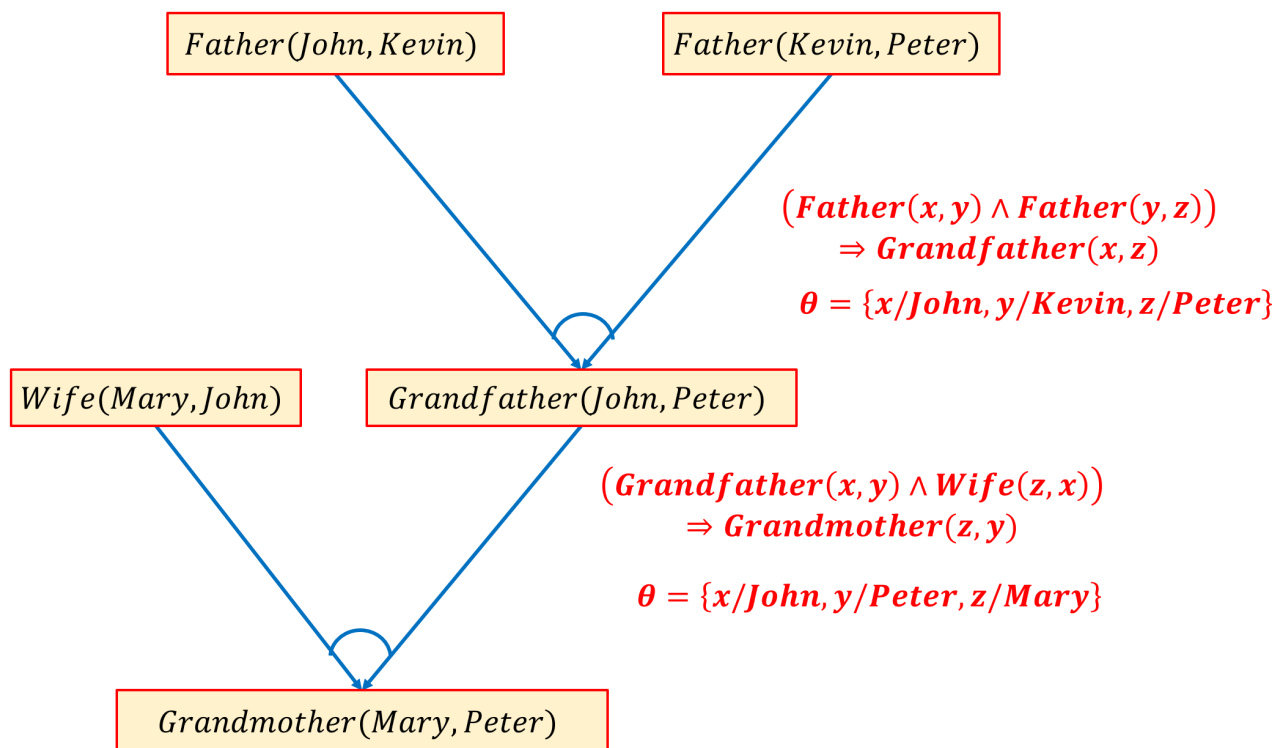 Father(John, Kevin)
Father(Kevin, Peter)
(Father(x, y) ∧ Father(y, z))
⇒ Grandfather(x, z)
θ = {x/John, y/Kevin, z/Peter}
Wife(Mary, John)
Grandfather(John, Peter)
(Grandfather(x, y) ∧ Wife(z, x))
⇒ Grandmother(z, y)
θ = {x/John, y/Peter, z/Mary}
Grandmother(Mary, Peter)